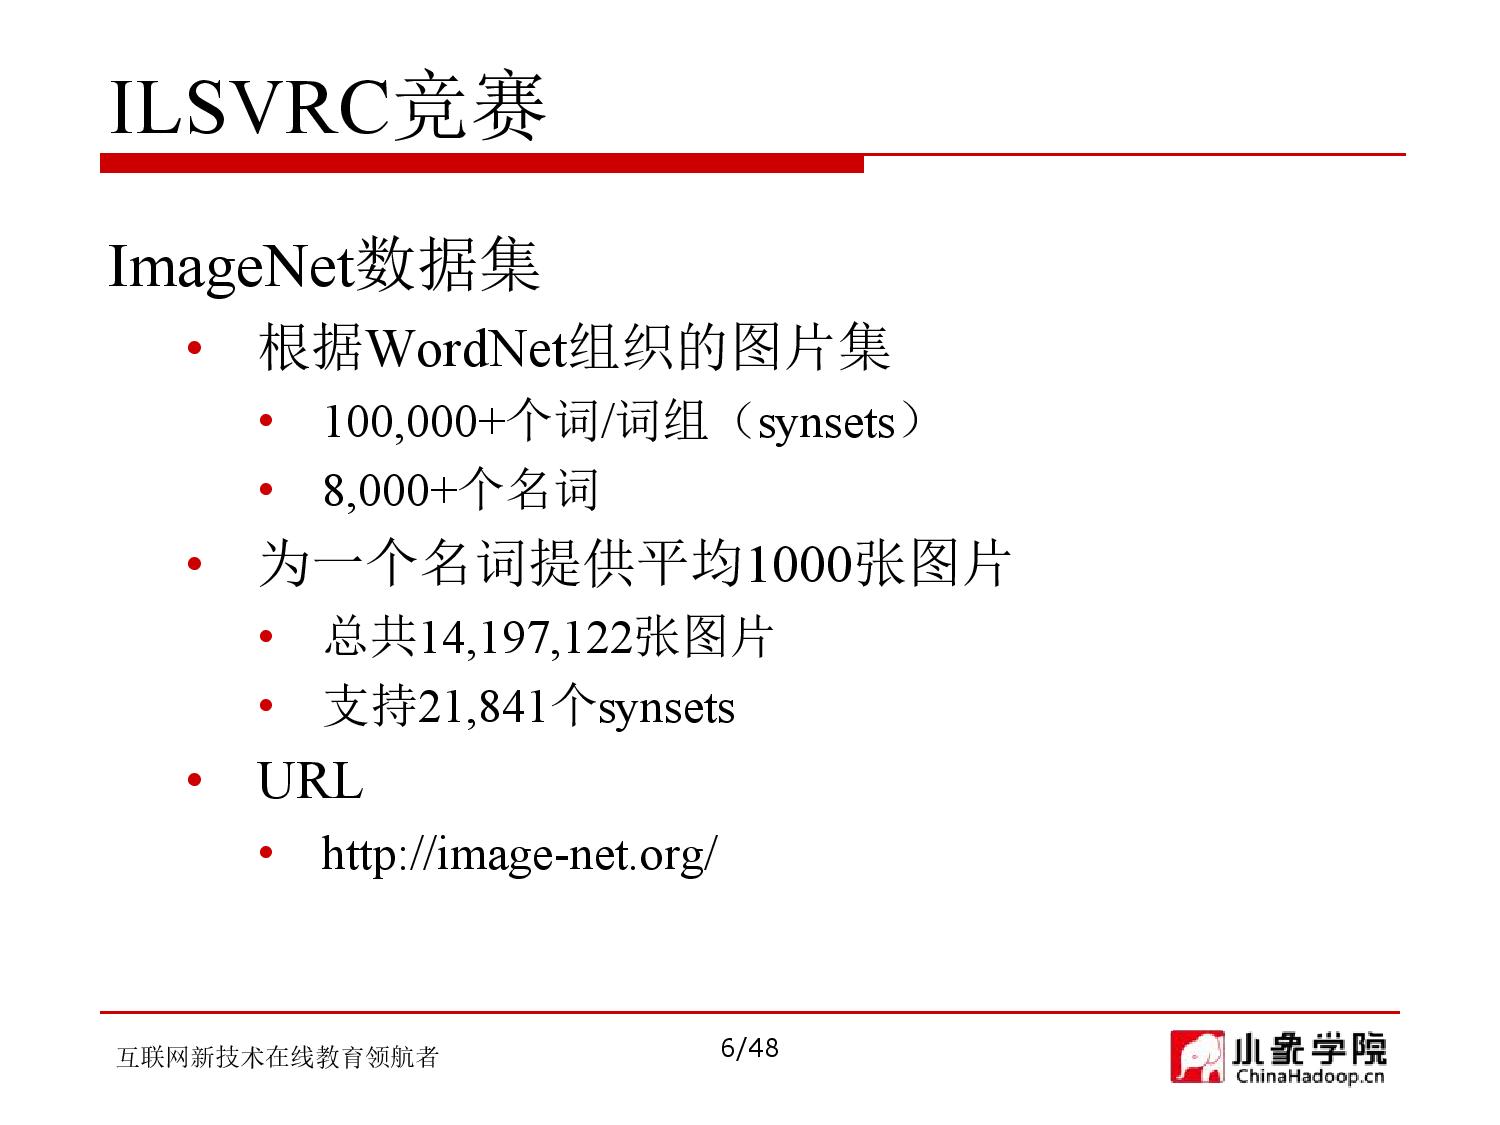 ILSVRC竞赛
ImageNet数据集
• 根据WordNet组织的图片集
• 100,000+个词/词组（synsets）
• 8,000+个名词
• 为一个名词提供平均1000张图片
• 总共14,197,122张图片
• 支持21,841个synsets
• URL
• http://image-net.org/
互联网新技术在线教育领航者
6/48
小象学院
ChinaHadoop.cn